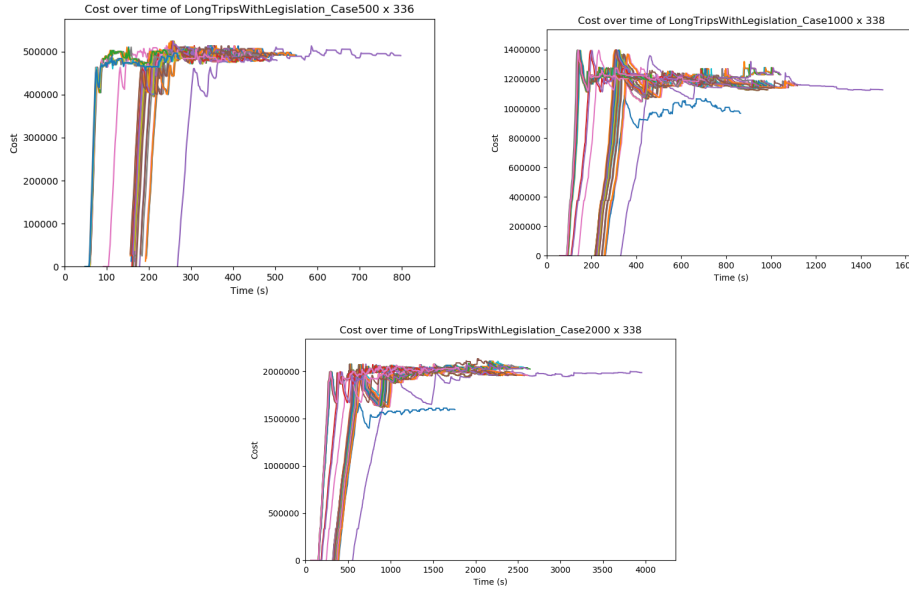 Cost over time of LongTripsWithLegislation_Case500 x 336
500000
400000
300000
200000
100000
0
Cost
0 100 200 300 400 500 600 700 800
Time (s)
Cost over time of LongTripsWithLegislation_Case1000 x 338
1400000
1200000
1000000
800000
600000
400000
200000
0
Cost
0 200 400 600 800 1000 1200 1400 160
Time (s)
Cost over time of LongTripsWithLegislation_Case2000 x 338
2000000
1500000
1000000
500000
0
Cost
0 500 1000 1500 2000 2500 3000 3500 4000
Time (s)